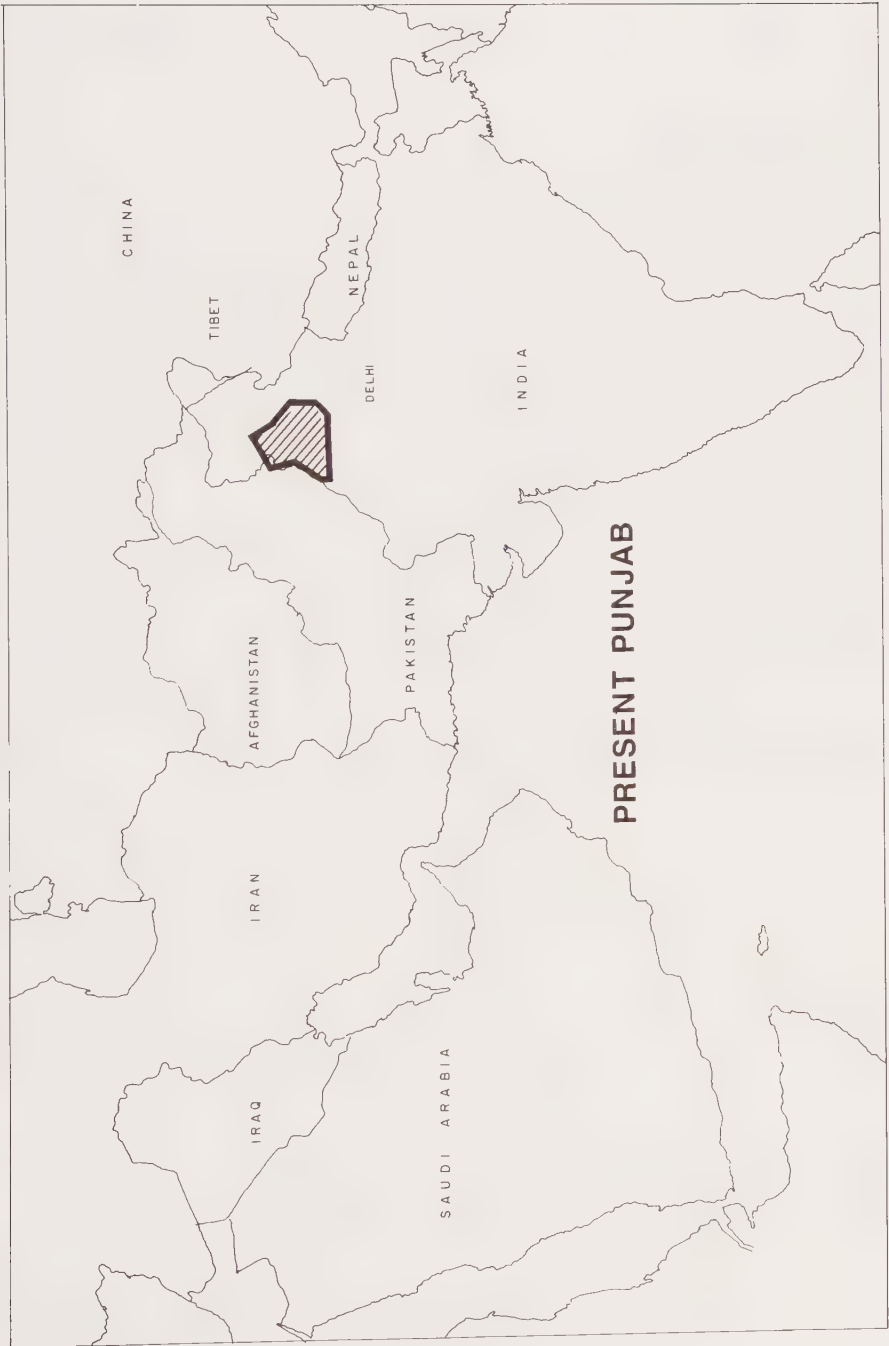 CHINA
TIBET
NEPAL
DELHI
INDIA
AFGHANISTAN
PAKISTAN
IRAN
IRAQ
SAUDI ARABIA
PRESENT PUNJAB